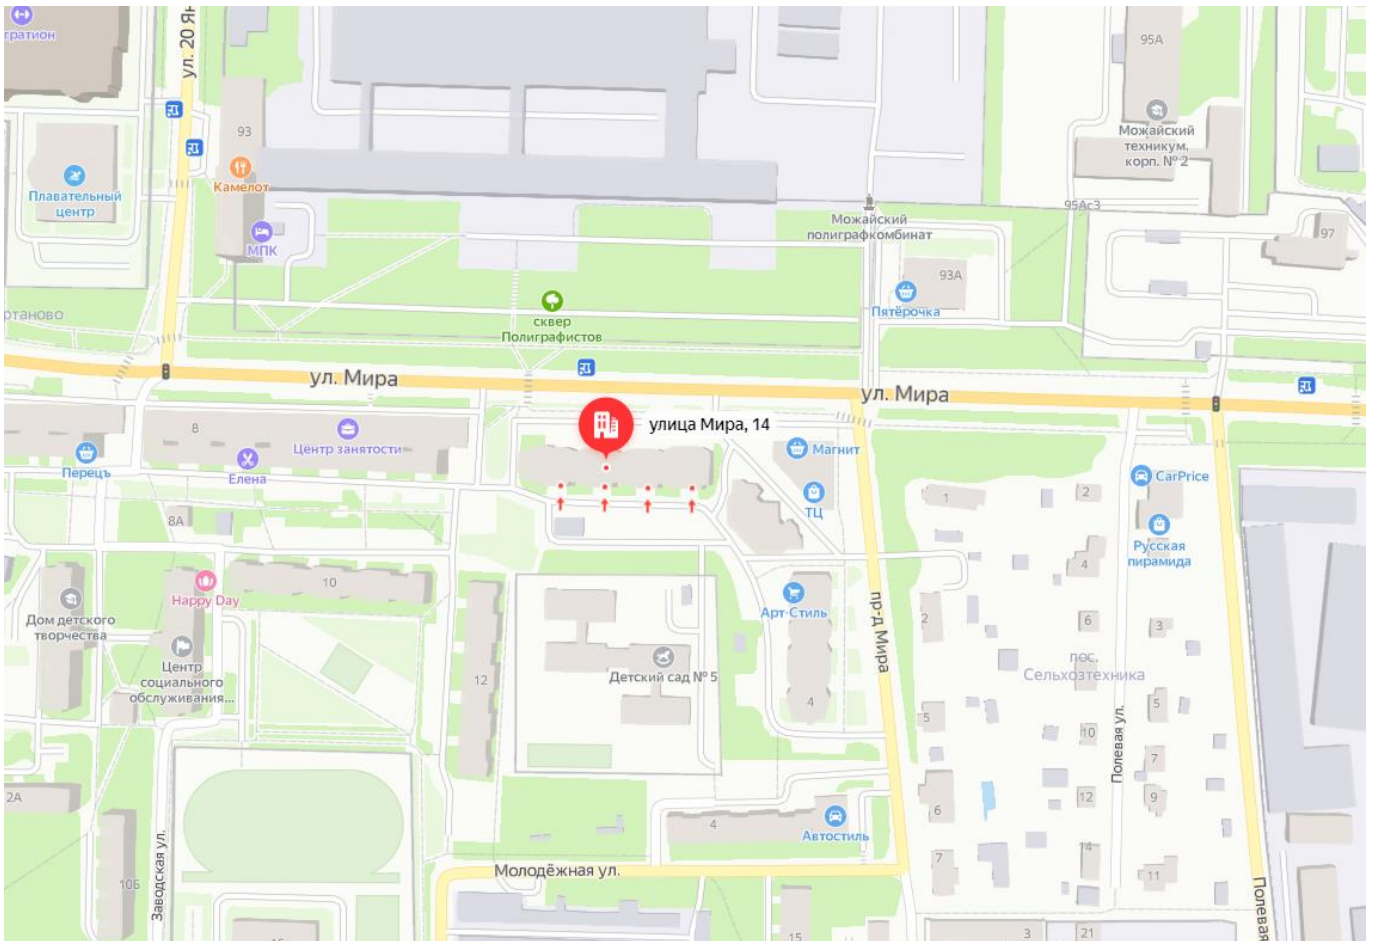 гратион
ул. 20 Ян
95А
93
Можайский
техникум,
корп. № 2
Камелот
Плавательный
центр
95Ас3
МПК
Можайский
полиграфкомбинат
97
93А
Пятёрочка
ртаново
сквер
Полиграфистов
ул. Мира
ул. Мира
улица Мира, 14
8
Центр занятости
Магнит
Перецъ
Елена
CarPrice
ТЦ
1
2
8А
Русская
пирамида
4
10
Happy Day
Арт-Стиль
пр-д Мира
Дом детского
творчества
2
6
3
Центр
социального
обслуживания...
12
Детский сад № 5
пос.
Сельхозтехника
4
5
5
10
Полевая ул.
7
2А
12
9
6
4
Автостиль
Заводская ул.
14
7
Молодёжная ул.
11
10Б
Полевая
15
3
21